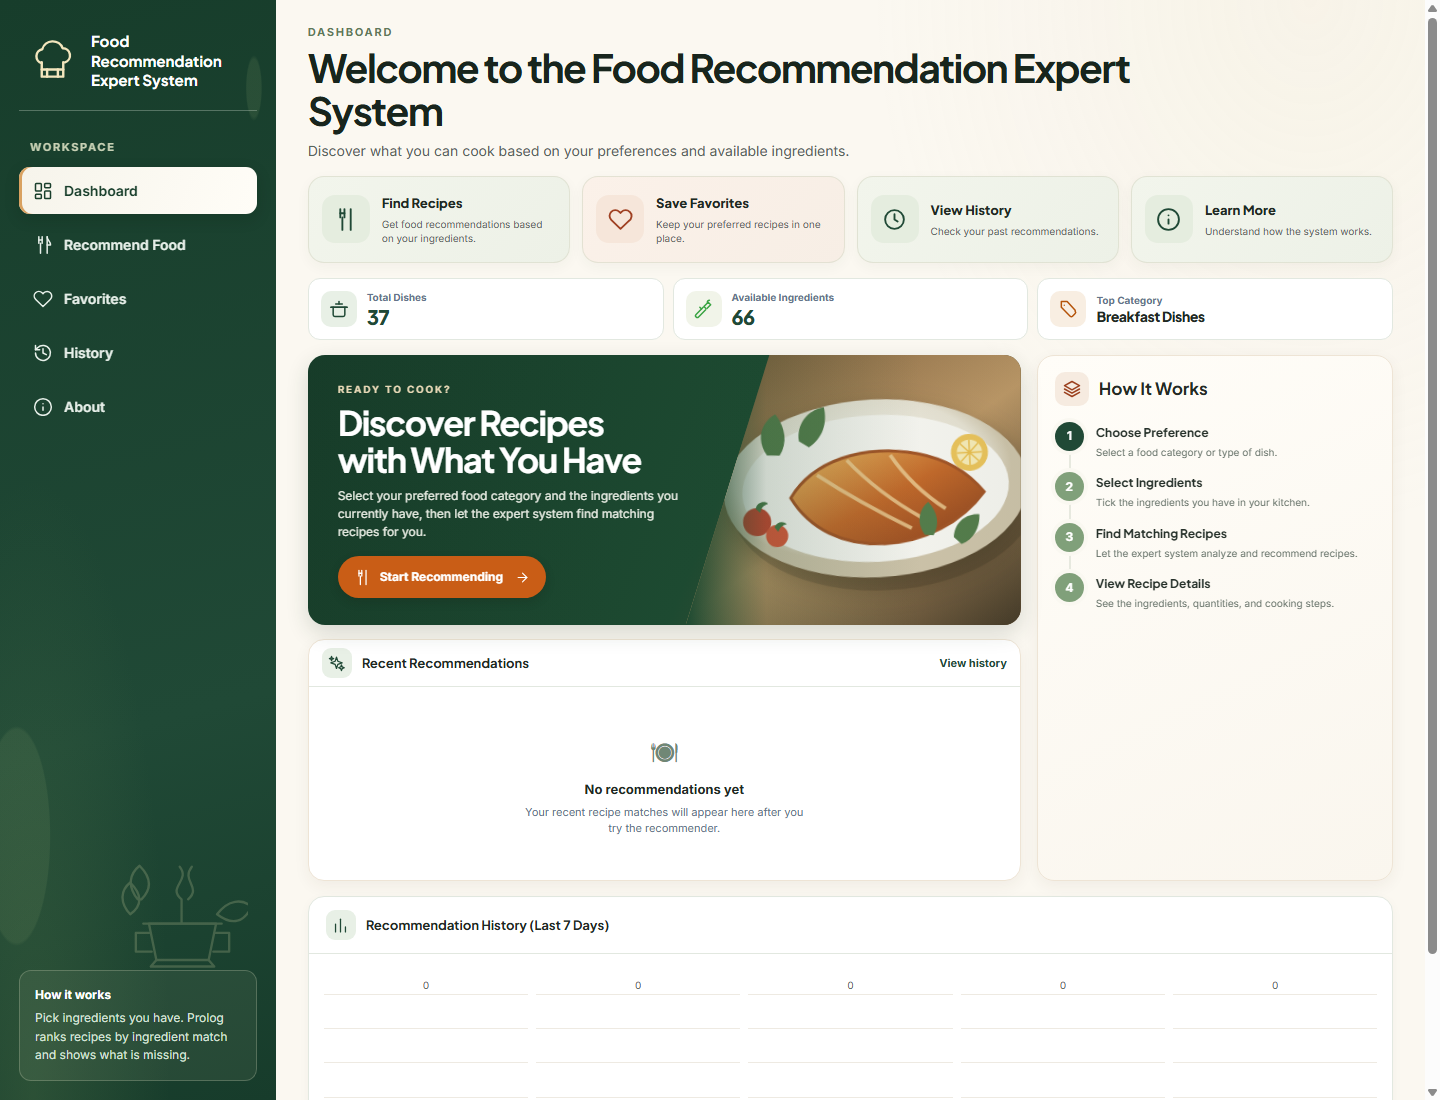 Food
Recommendation
Expert System
WORKSPACE
Dashboard
Recommend Food
Favorites
History
About
How it works
Pick ingredients you have. Prolog
ranks recipes by ingredient match
and shows what is missing.
DASHBOARD
Welcome to the Food Recommendation Expert
System
Discover what you can cook based on your preferences and available ingredients.
Find Recipes
Get food recommendations based
on your ingredients.
Save Favorites
Keep your preferred recipes in one
place.
View History
Check your past recommendations.
Learn More
Understand how the system works.
Total Dishes
37
Available Ingredients
66
Top Category
Breakfast Dishes
READY TO COOK?
Discover Recipes
with What You Have
Select your preferred food category and the ingredients you
currently have, then let the expert system find matching
recipes for you.
Start Recommending
How It Works
1
Choose Preference
Select a food category or type of dish.
2
Select Ingredients
Tick the ingredients you have in your kitchen.
3
Find Matching Recipes
Let the expert system analyze and recommend recipes.
4
View Recipe Details
See the ingredients, quantities, and cooking steps.
Recent Recommendations
View history
No recommendations yet
Your recent recipe matches will appear here after you
try the recommender.
Recommendation History (Last 7 Days)
0 0 0 0 0